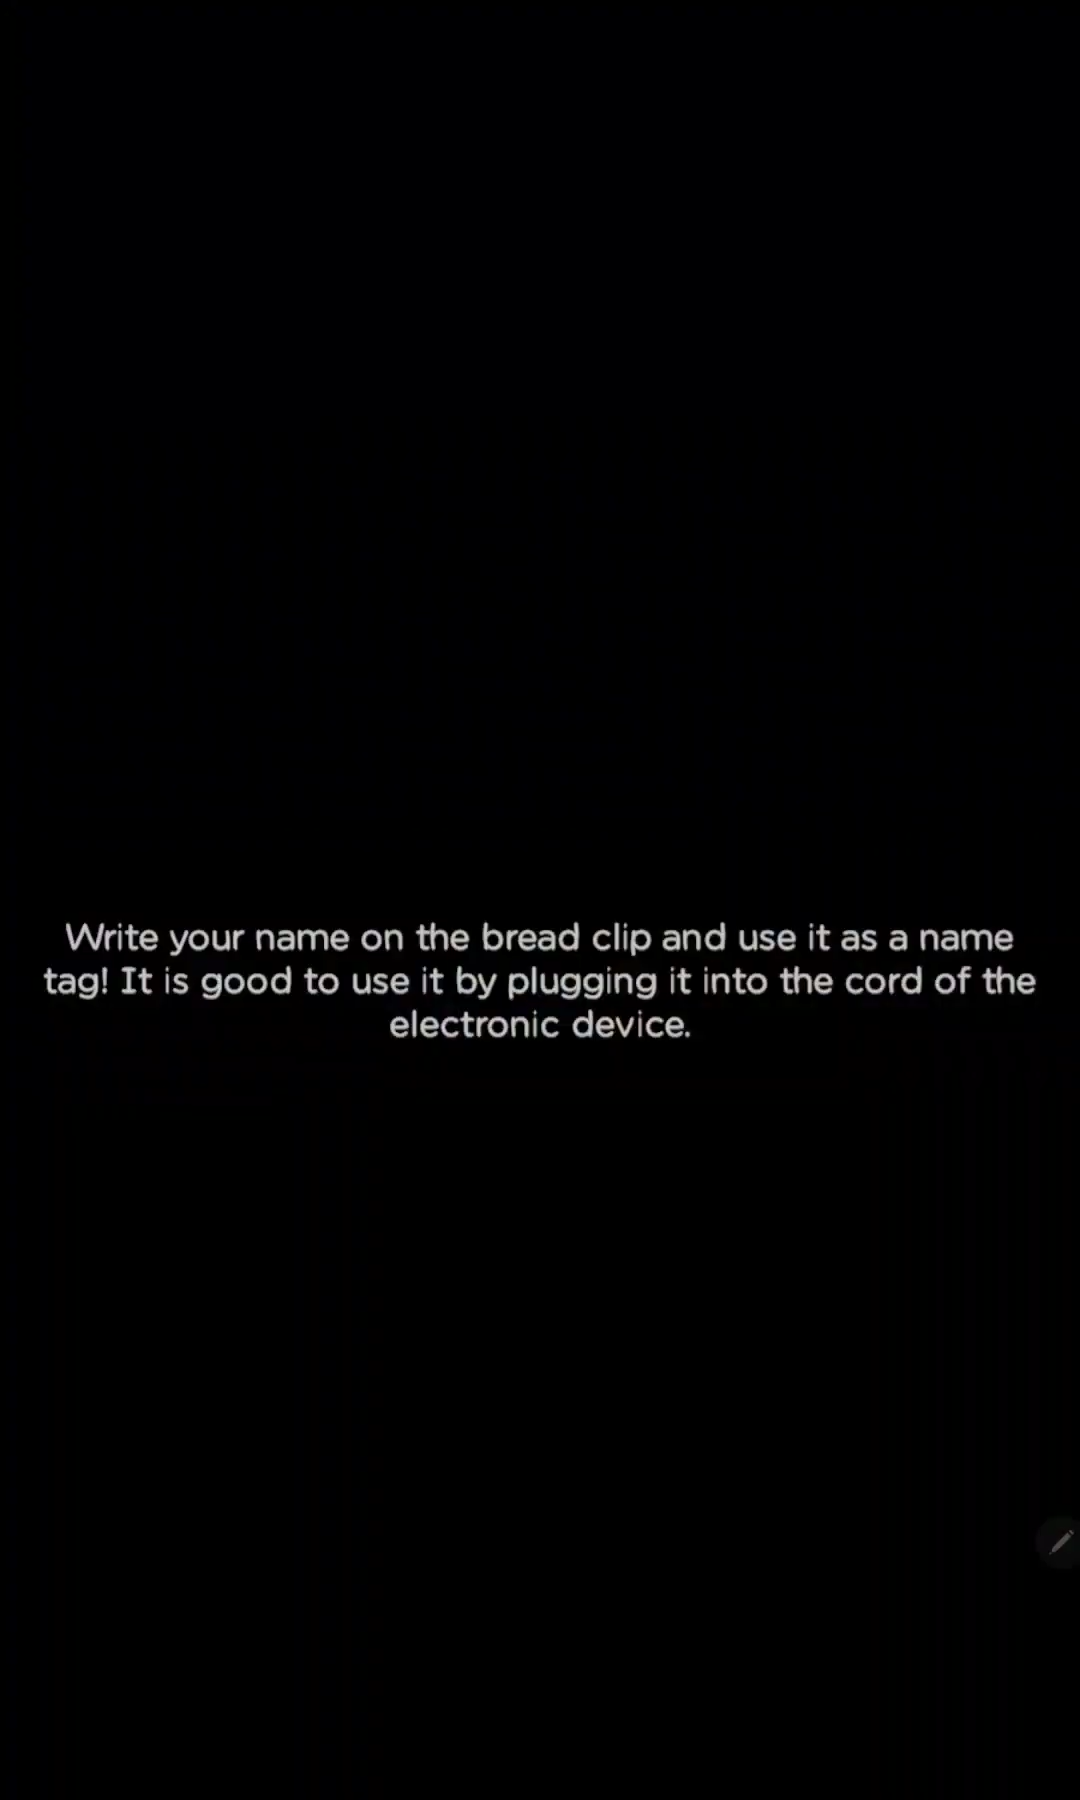 Write your name on the bread clip and use it as a name
tag! It is good to use it by plugging it into the cord of the
electronic device.